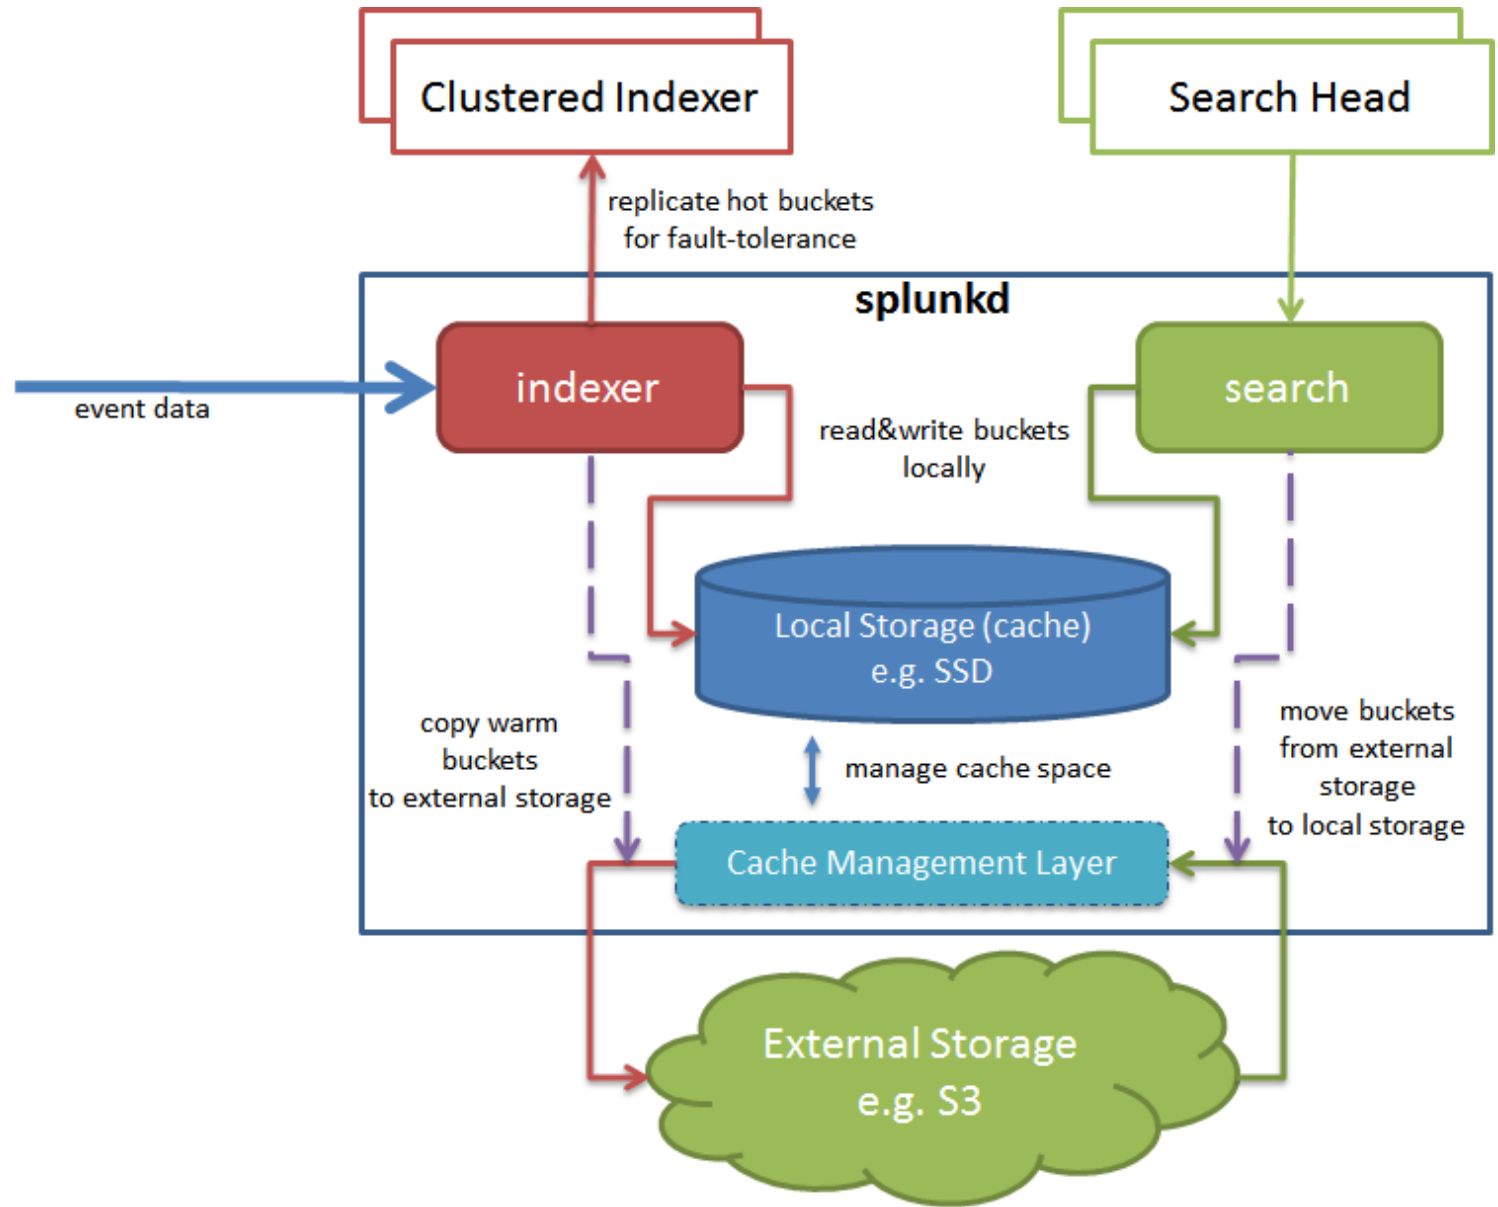 Clustered Indexer
Search Head
replicate hot buckets
for fault-tolerance
splunkd
indexer
search
event data
read&write buckets
locally
Local Storage (cache)
e.g. SSD
copy warm
buckets
to external storage
move buckets
from external
storage
to local storage
manage cache space
Cache Management Layer
External Storage
e.g. S3